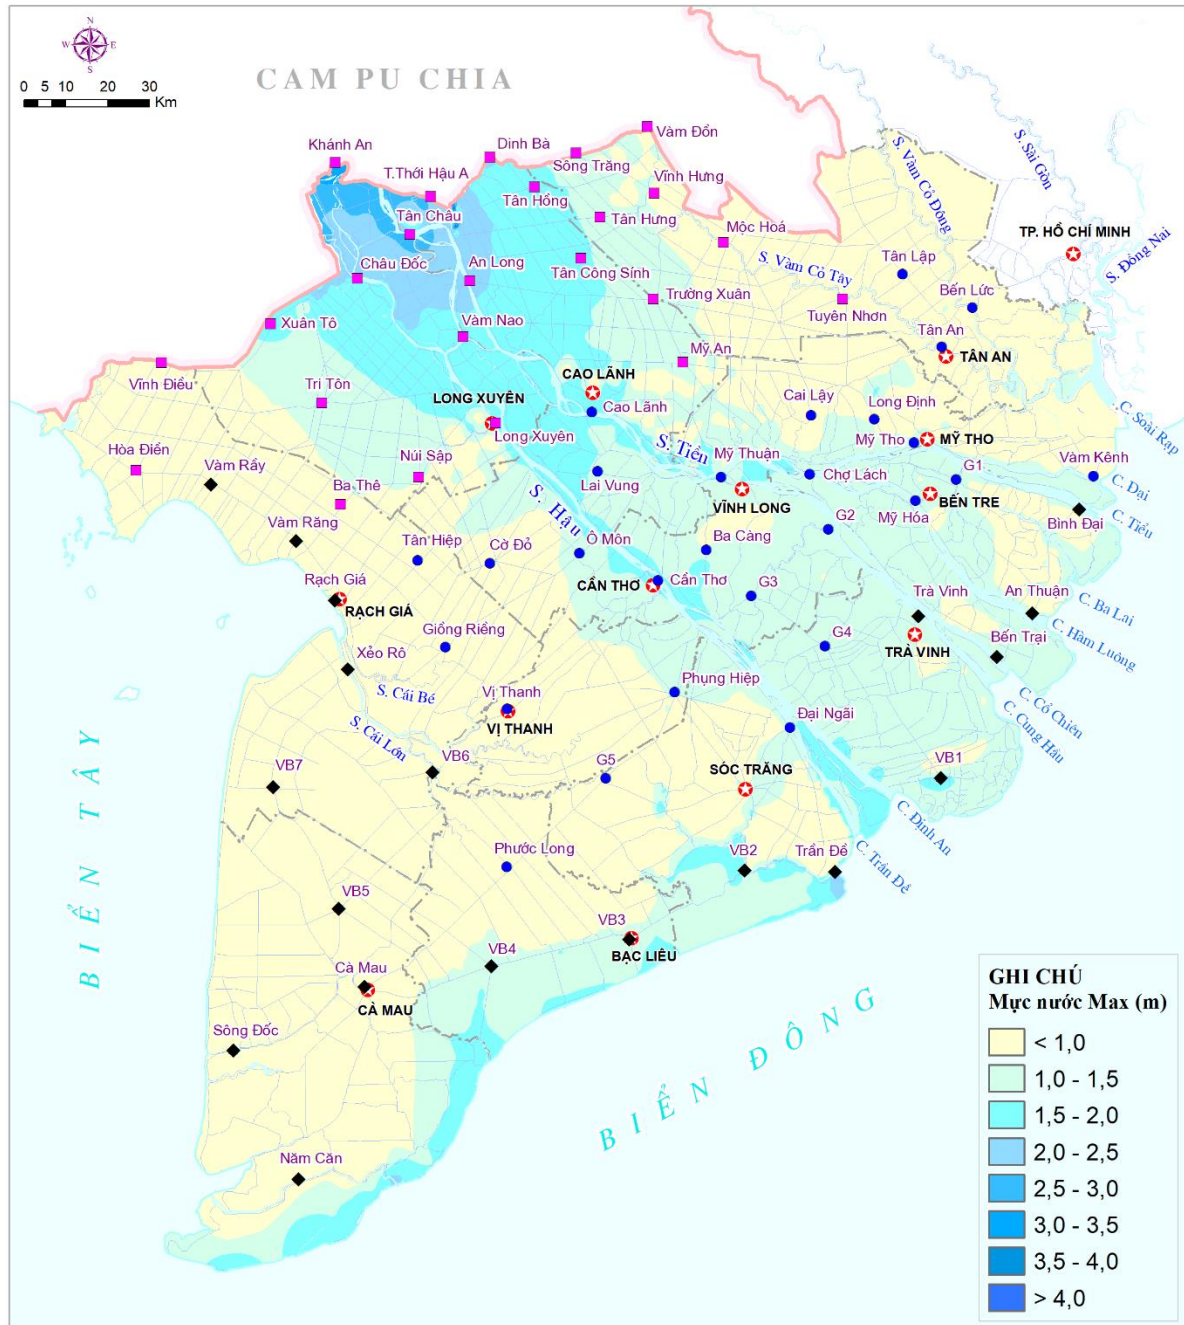 N
W E
S
0 5 10 20 30
Km
CAM PU CHIA
Vàm Đồn
Dinh Bà
Sông Trăng
Khánh An
T.Thới Hậu A
Tân Hồng
Vĩnh Hưng
Tân Châu
Tân Hưng
Mộc Hoá
S. Vàm Cỏ Đông
S. Sài Gòn
TP. HỒ CHÍ MINH
S. Đồng Nai
Châu Đốc
An Long
Tân Công Sính
S. Vàm Cỏ Tây
Tân Lập
Trường Xuân
Tuyên Nhơn
Bến Lức
Xuân Tô
Vàm Nao
Tân An
TÂN AN
Mỹ An
Vĩnh Điều
Tri Tôn
CAO LÃNH
LONG XUYÊN
Cao Lãnh
Cai Lậy
Long Định
C. Soài Rạp
Long Xuyên
S. Tiền
Mỹ Tho
MỸ THO
Hòa Điền
Vàm Rầy
Núi Sập
Lai Vung
Mỹ Thuận
Chợ Lách
G1
Vàm Kênh
C. Đại
Ba Thê
S. Hậu
VĨNH LONG
BẾN TRE
Mỹ Hóa
Bình Đại
C. Tiểu
Vàm Răng
G2
Tân Hiệp
Cờ Đỏ
Ô Môn
Ba Càng
Rạch Giá
RẠCH GIÁ
CẦN THƠ
Cần Thơ
G3
Trà Vinh
An Thuận
C. Ba Lai
Giồng Riềng
G4
TRÀ VINH
Bến Trại
C. Hàm Luông
Xẻo Rô
S. Cái Bé
Vị Thanh
Phụng Hiệp
C. Cổ Chiên
C. Cung Hầu
S. Cái Lớn
VỊ THANH
Đại Ngãi
VB7
VB6
G5
SÓC TRĂNG
VB1
C. Định An
BIỂN TÂY
Phước Long
VB2
Trần Đề
C. Trần Đề
VB5
VB3
BẠC LIÊU
VB4
Cà Mau
CÀ MAU
Sông Đốc
BIỂN ĐÔNG
Năm Căn
GHI CHÚ
Mực nước Max (m)
< 1,0
1,0 - 1,5
1,5 - 2,0
2,0 - 2,5
2,5 - 3,0
3,0 - 3,5
3,5 - 4,0
> 4,0